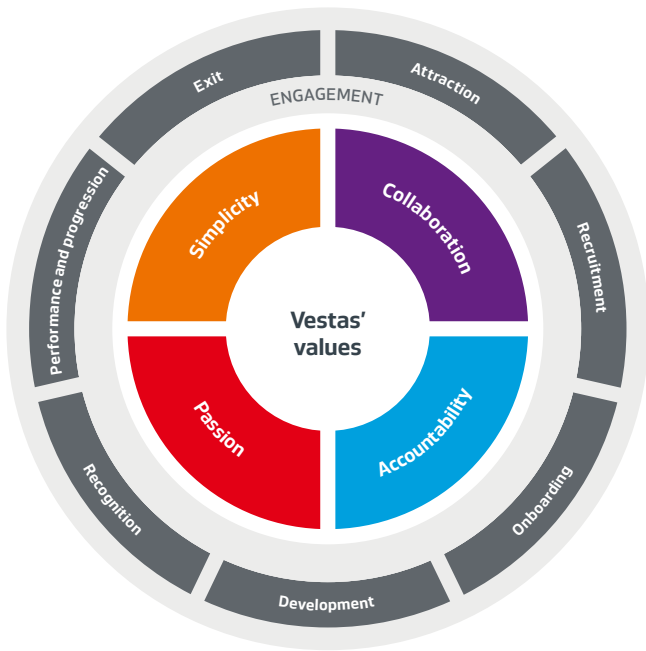 Exit
Attraction
ENGAGEMENT
Performance and progression
Simplicity
Collaboration
Recruitment
Vestas’
values
Passion
Accountability
Recognition
Onboarding
Development